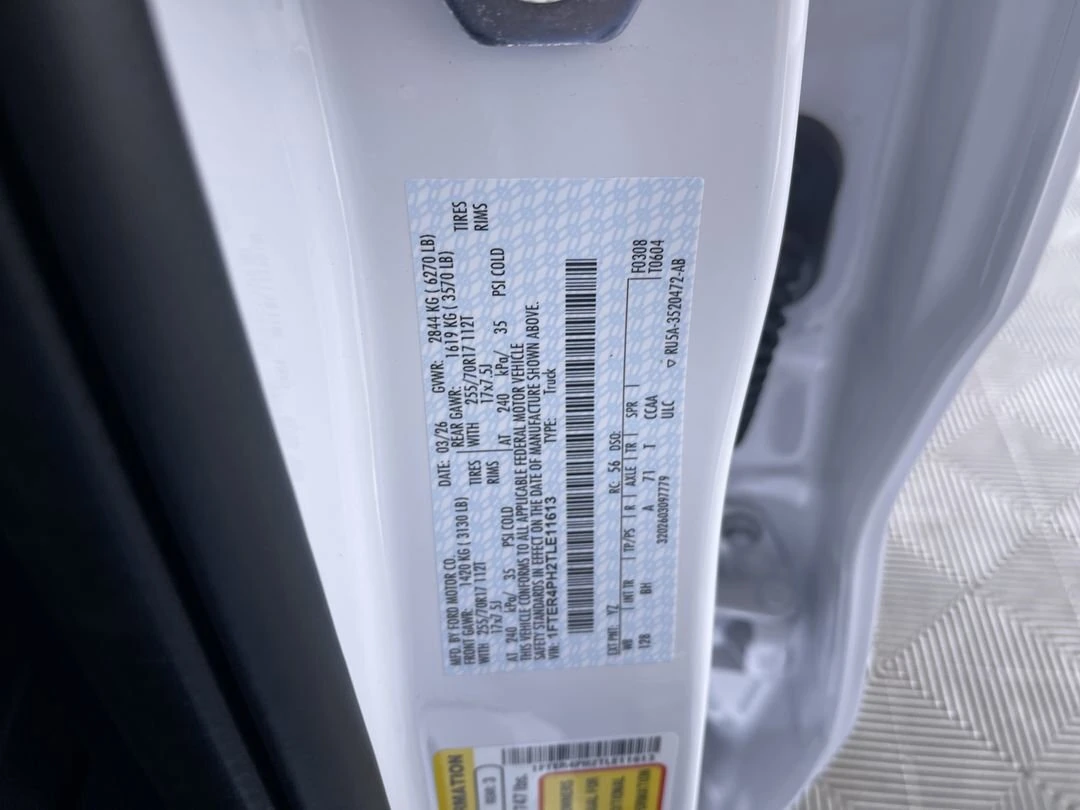 MFD. BY FORD MOTOR CO. DATE: 03/26 GVWR: 2844 KG ( 6270 LB)
FRONT GAWR: 1420 KG ( 3130 LB) REAR GAWR: 1619 KG ( 3570 LB)
WITH 255/70R17 112T TIRES WITH 255/70R17 112T TIRES
17x7.5J RIMS 17x7.5J RIMS
AT 240 kPa/ 35 PSI COLD AT 240 kPa/ 35 PSI COLD
THIS VEHICLE CONFORMS TO ALL APPLICABLE FEDERAL MOTOR VEHICLE
SAFETY STANDARDS IN EFFECT ON THE DATE OF MANUFACTURE SHOWN ABOVE.
VIN: 1FTER4PH2TLE11613 TYPE: Truck
EXT PNT: YZ RC: 56 DSO: F0308
WB INT TR TP/PS R AXLE TR SPR T0604
128 BH A 71 T CCAA
3202603097779 ULC
▽ RU5A-3520472-AB
1FTER4PH2TLE11613